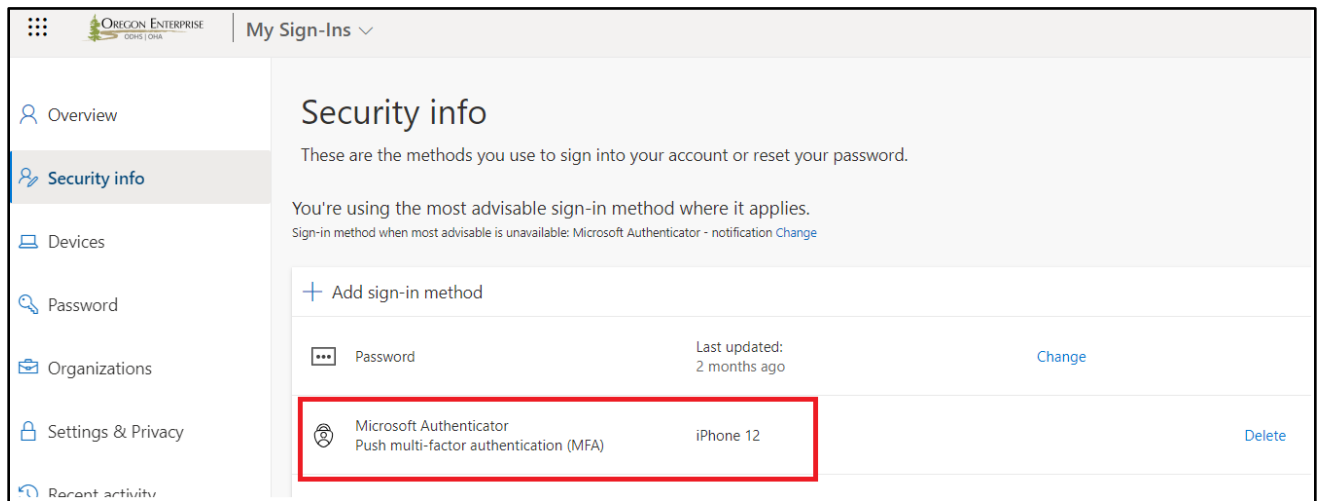 OREGON ENTERPRISE
ODHS | OHA
My Sign-Ins
Overview
Security info
Devices
Password
Organizations
Settings & Privacy
Recent activity
Security info
These are the methods you use to sign into your account or reset your password.
You're using the most advisable sign-in method where it applies.
Sign-in method when most advisable is unavailable: Microsoft Authenticator - notification Change
Add sign-in method
Password
Last updated:
2 months ago
Change
Microsoft Authenticator
Push multi-factor authentication (MFA)
iPhone 12
Delete